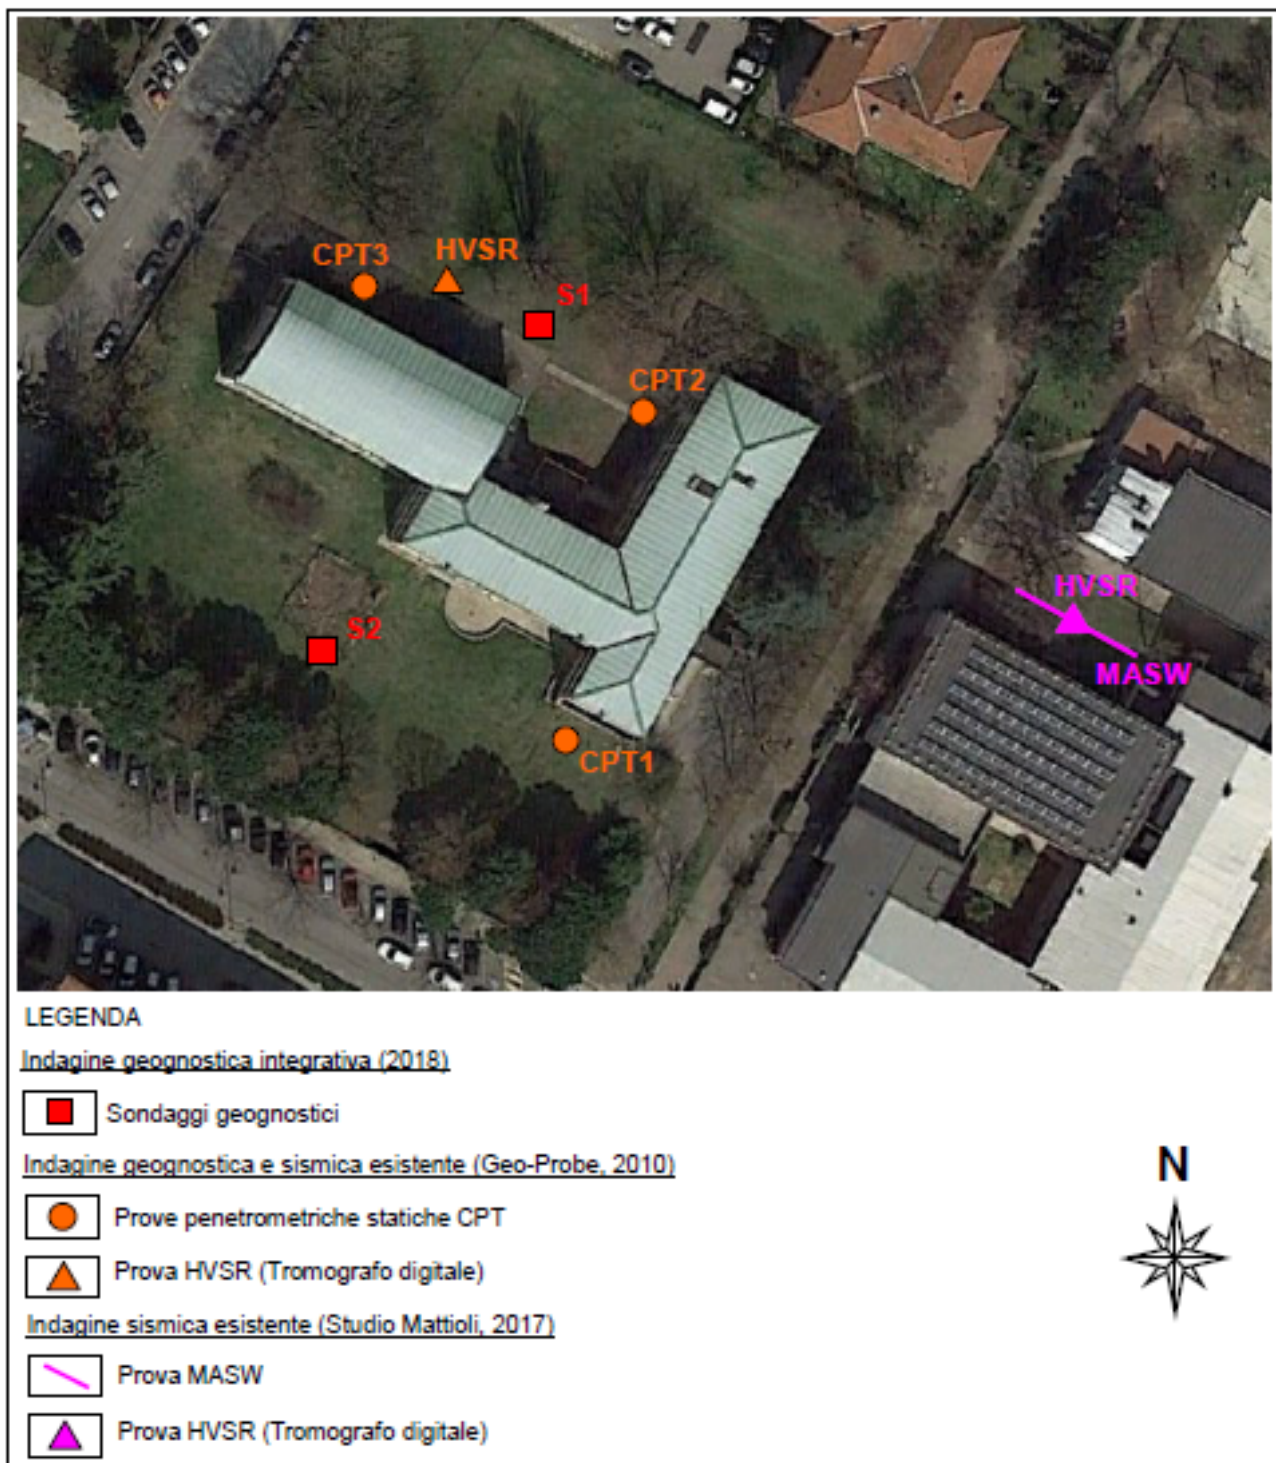 CPT3
HVSR
S1
CPT2
HVSR
MASW
S2
CPT1
LEGENDA
Indagine geognostica integrativa (2018)
Sondaggi geognostici
Indagine geognostica e sismica esistente (Geo-Probe, 2010)
Prove penetrometriche statiche CPT
Prova HVSR (Tromografo digitale)
Indagine sismica esistente (Studio Mattioli, 2017)
Prova MASW
Prova HVSR (Tromografo digitale)
N